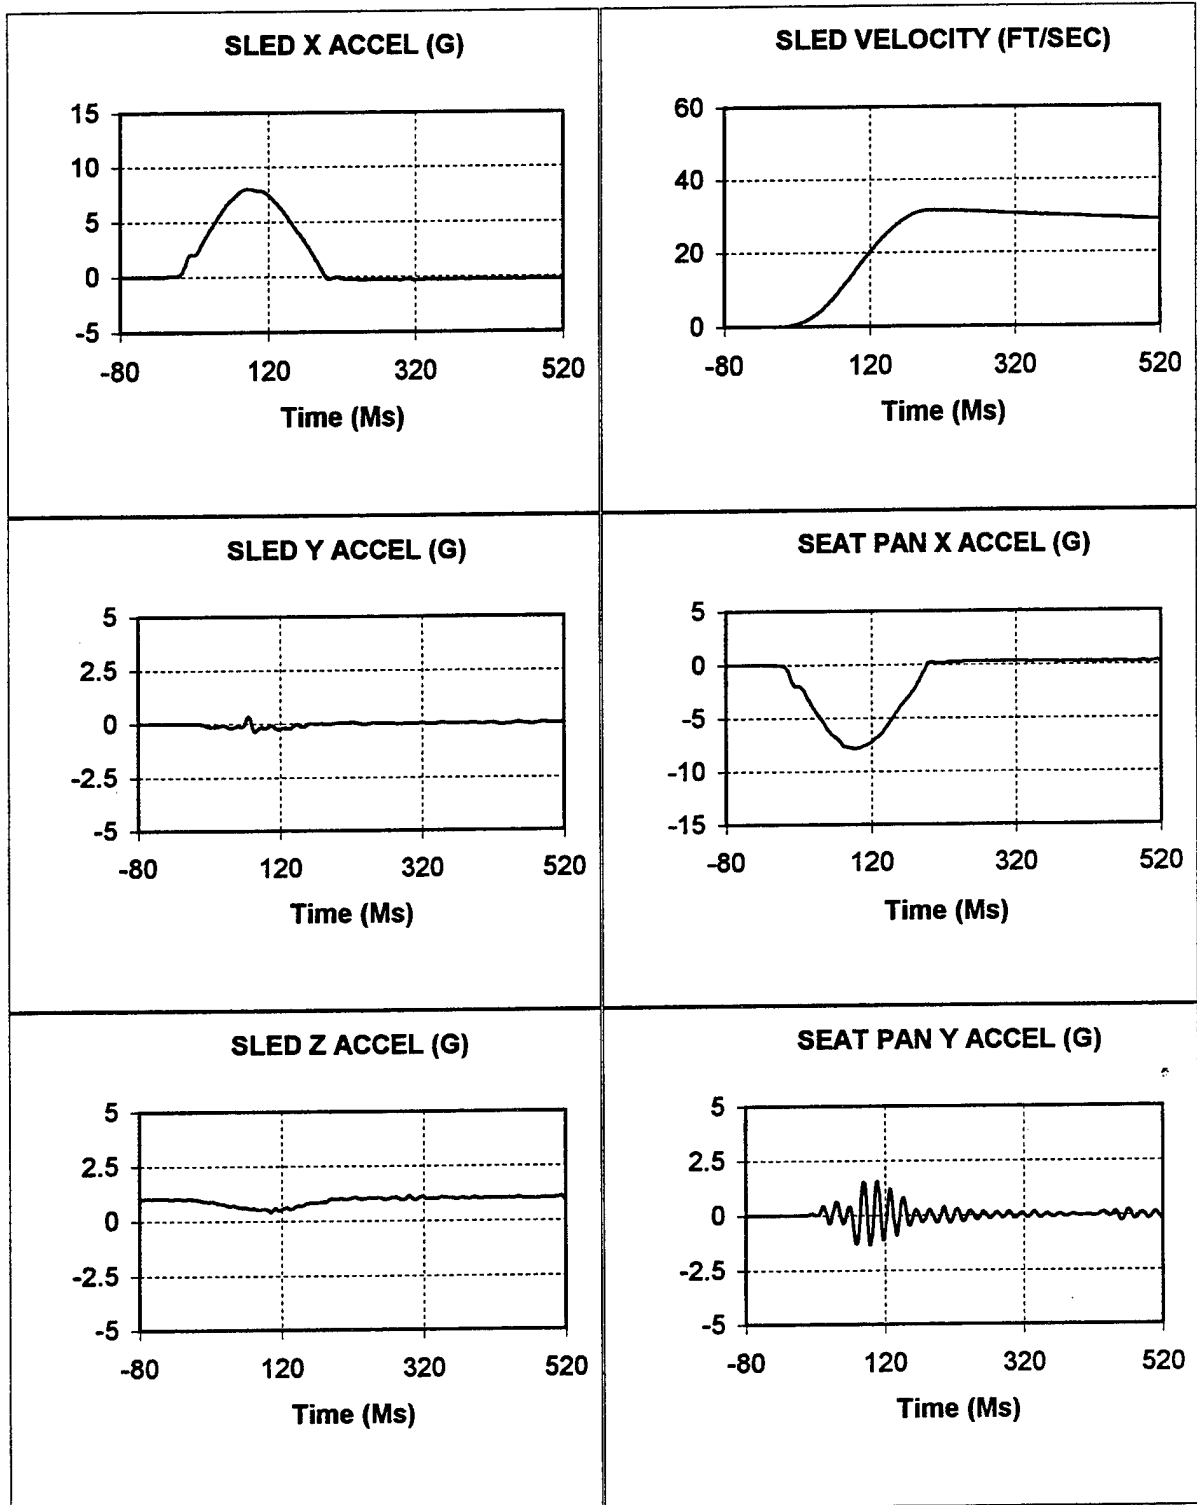 SLED X ACCEL (G)
15
10
5
0
-5
-80 120 320 520
Time (Ms)
SLED VELOCITY (FT/SEC)
60
40
20
0
-80 120 320 520
Time (Ms)
SLED Y ACCEL (G)
5
2.5
0
-2.5
-5
-80 120 320 520
Time (Ms)
SEAT PAN X ACCEL (G)
5
0
-5
-10
-15
-80 120 320 520
Time (Ms)
SLED Z ACCEL (G)
5
2.5
0
-2.5
-5
-80 120 320 520
Time (Ms)
SEAT PAN Y ACCEL (G)
5
2.5
0
-2.5
-5
-80 120 320 520
Time (Ms)